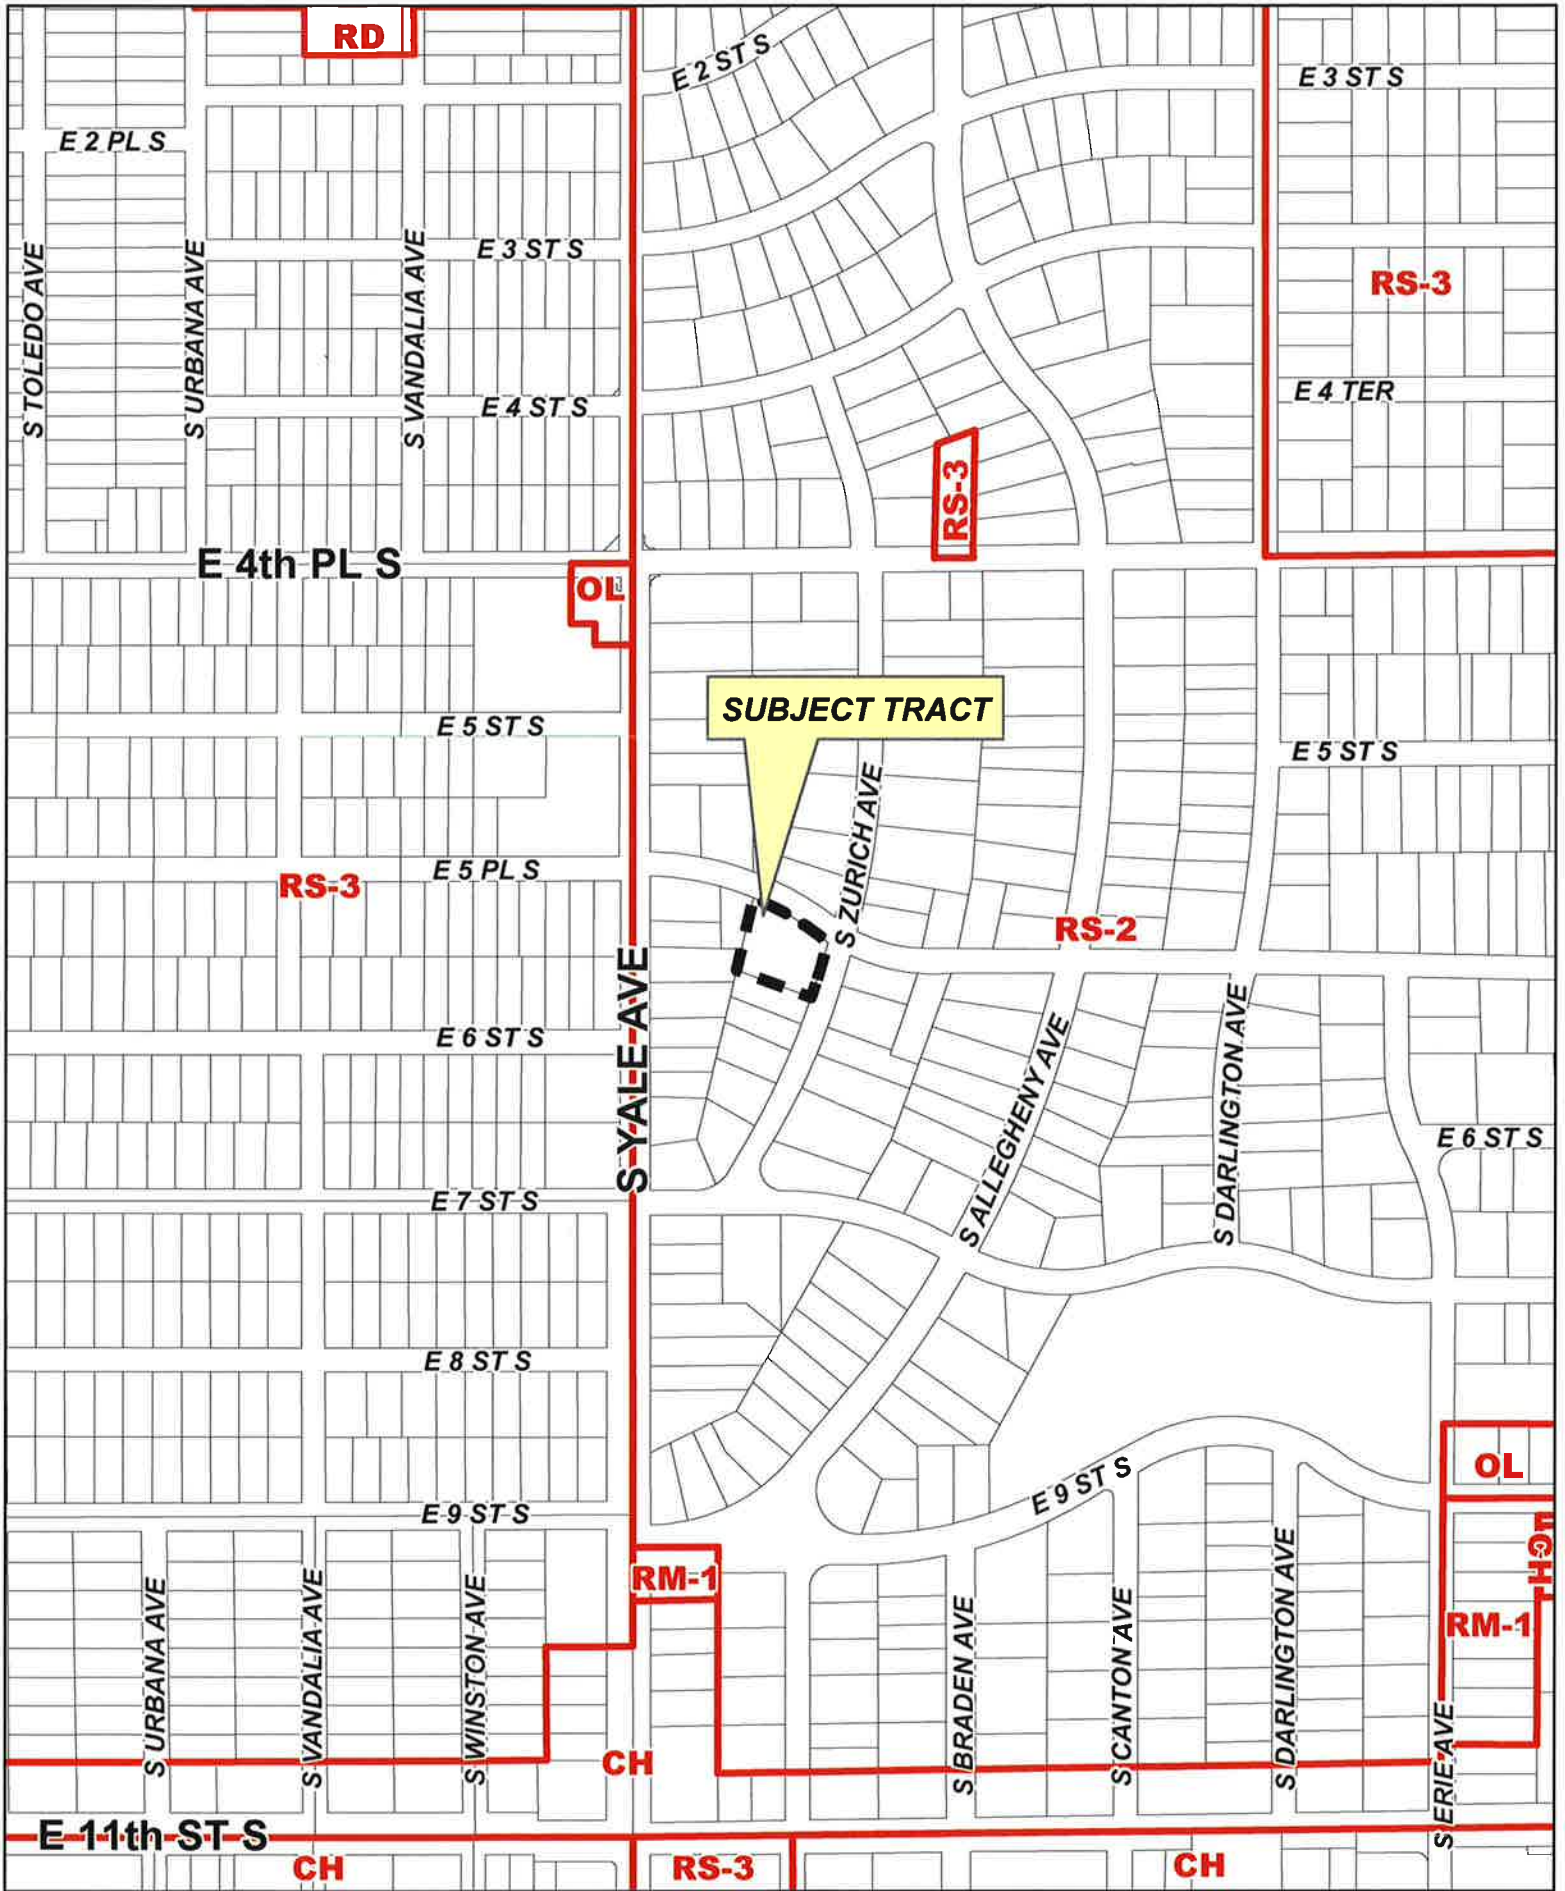 RD
E 2 ST S
E 3 ST S
E 2 PL S
S TOLEDO AVE
S URBANA AVE
S VANDALIA AVE
E 3 ST S
RS-3
E 4 ST S
E 4 TER
RS-3
E 4th PL S
OL
SUBJECT TRACT
E 5 ST S
E 5 ST S
S ZURICH AVE
E 5 PL S
RS-3
RS-2
S YALE AVE
S DARLINGTON AVE
S ALLEGHENY AVE
E 6 ST S
E 6 ST S
E 7 ST S
E 8 ST S
E 9 ST S
OL
E 9 ST S
RM-1
CH
RM-1
S URBANA AVE
S VANDALIA AVE
S WINSTON AVE
S BRADEN AVE
S CANTON AVE
S DARLINGTON AVE
S ERIE AVE
CH
E 11th ST S
CH
RS-3
CH